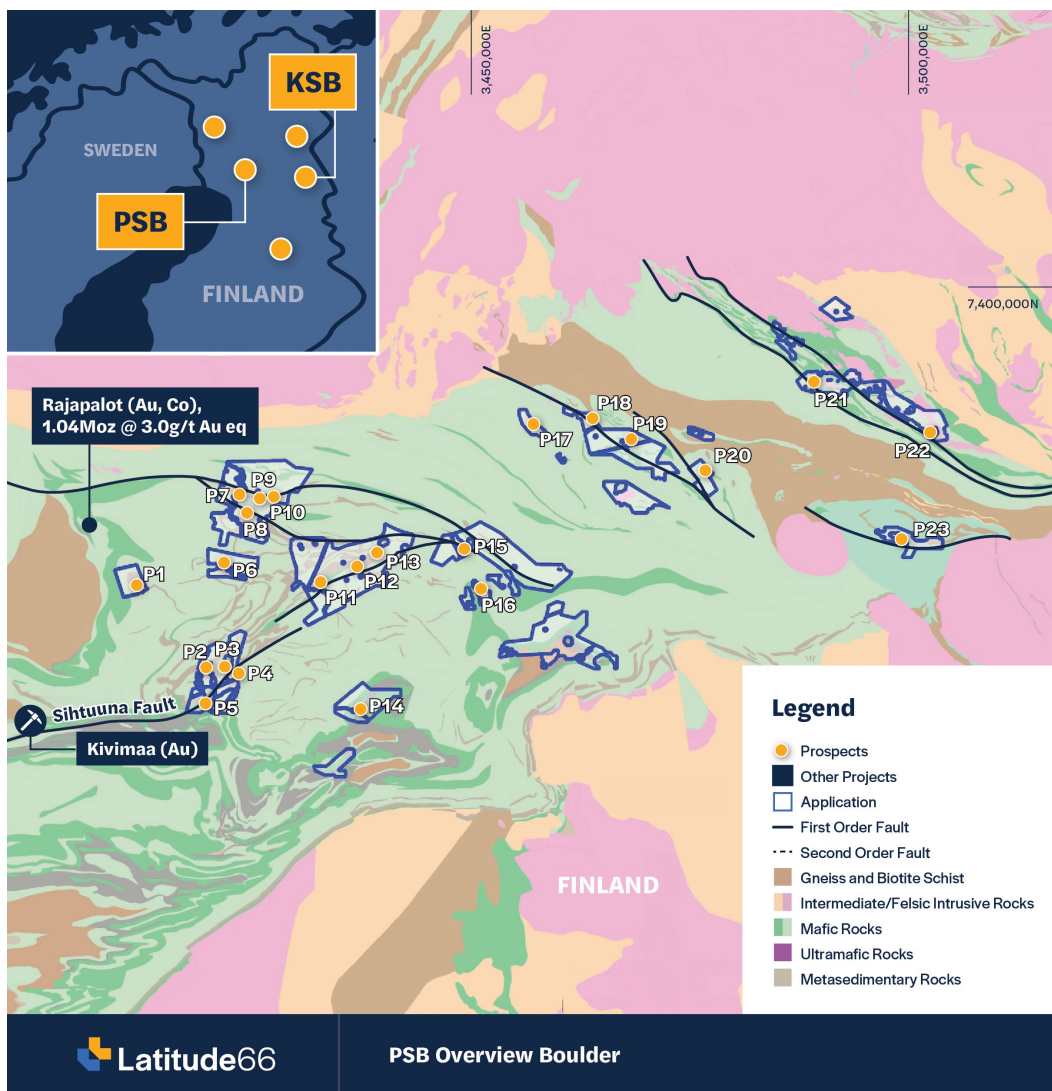 KSB
SWEDEN
PSB
FINLAND
3,450,000E
3,500,000E
7,400,000N
Rajapalot (Au, Co),
1.04Moz @ 3.0g/t Au eq
P1
P2
P3
P4
P5
P6
P7
P8
P9
P10
P11
P12
P13
P14
P15
P16
P17
P18
P19
P20
P21
P22
P23
Sihtuuna Fault
Kivimaa (Au)
FINLAND
Legend
Prospects
Other Projects
Application
First Order Fault
Second Order Fault
Gneiss and Biotite Schist
Intermediate/Felsic Intrusive Rocks
Mafic Rocks
Ultramafic Rocks
Metasedimentary Rocks
Latitude66
PSB Overview Boulder